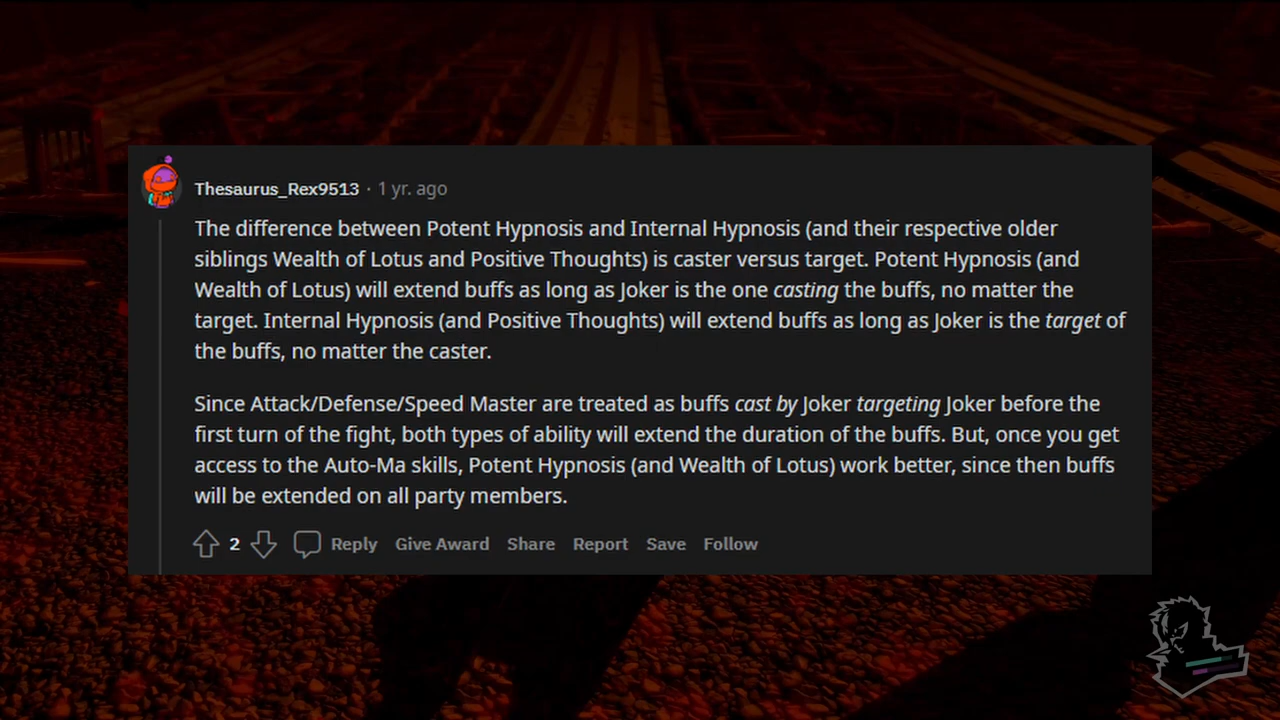 Thesaurus_Rex9513 · 1 yr. ago
The difference between Potent Hypnosis and Internal Hypnosis (and their respective older
siblings Wealth of Lotus and Positive Thoughts) is caster versus target. Potent Hypnosis (and
Wealth of Lotus) will extend buffs as long as Joker is the one casting the buffs, no matter the
target. Internal Hypnosis (and Positive Thoughts) will extend buffs as long as Joker is the target of
the buffs, no matter the caster.
Since Attack/Defense/Speed Master are treated as buffs cast by Joker targeting Joker before the
first turn of the fight, both types of ability will extend the duration of the buffs. But, once you get
access to the Auto-Ma skills, Potent Hypnosis (and Wealth of Lotus) work better, since then buffs
will be extended on all party members.
2 Reply Give Award Share Report Save Follow